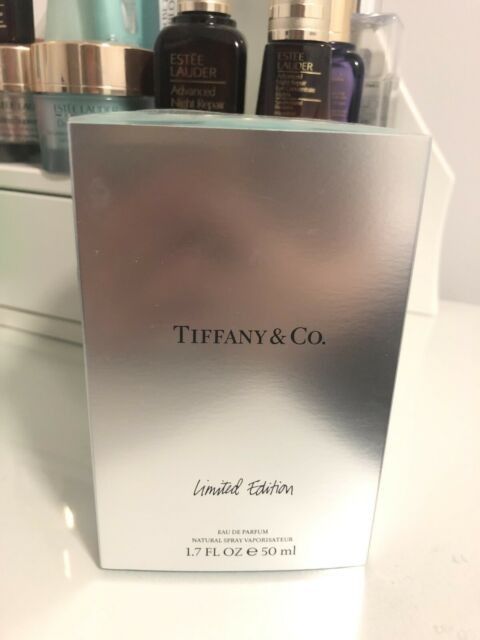 ESTĒE
LAUDER
Advanced
Night Repair
ESTĒE
LAUDER
Advanced
ESTĒE LAUDER
TIFFANY & CO.
Limited Edition
EAU DE PARFUM
NATURAL SPRAY VAPORISATEUR
1.7 FL OZ ℮ 50 ml